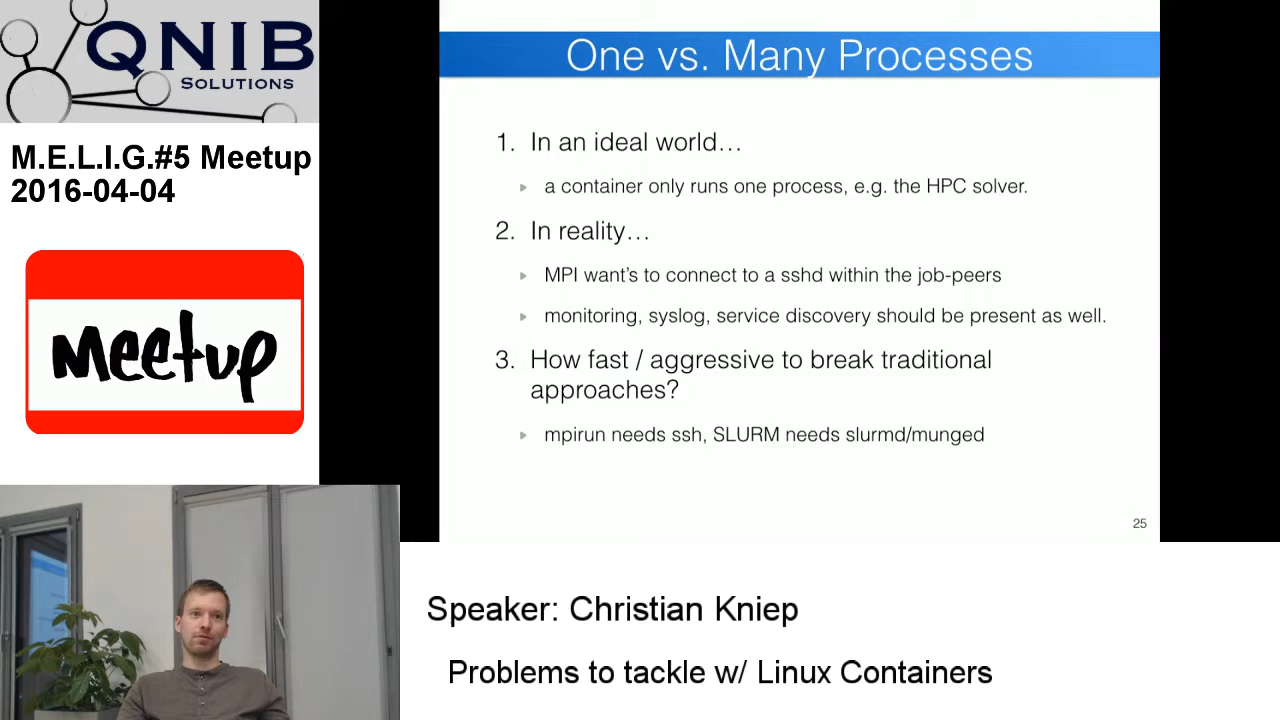 QNIB
SOLUTIONS
M.E.L.I.G.#5 Meetup
2016-04-04
meetup
One vs. Many Processes
1. In an ideal world…
a container only runs one process, e.g. the HPC solver.
2. In reality…
MPI want's to connect to a sshd within the job-peers
monitoring, syslog, service discovery should be present as well.
3. How fast / aggressive to break traditional
approaches?
mpirun needs ssh, SLURM needs slurmd/munged
25
Speaker: Christian Kniep
Problems to tackle w/ Linux Containers